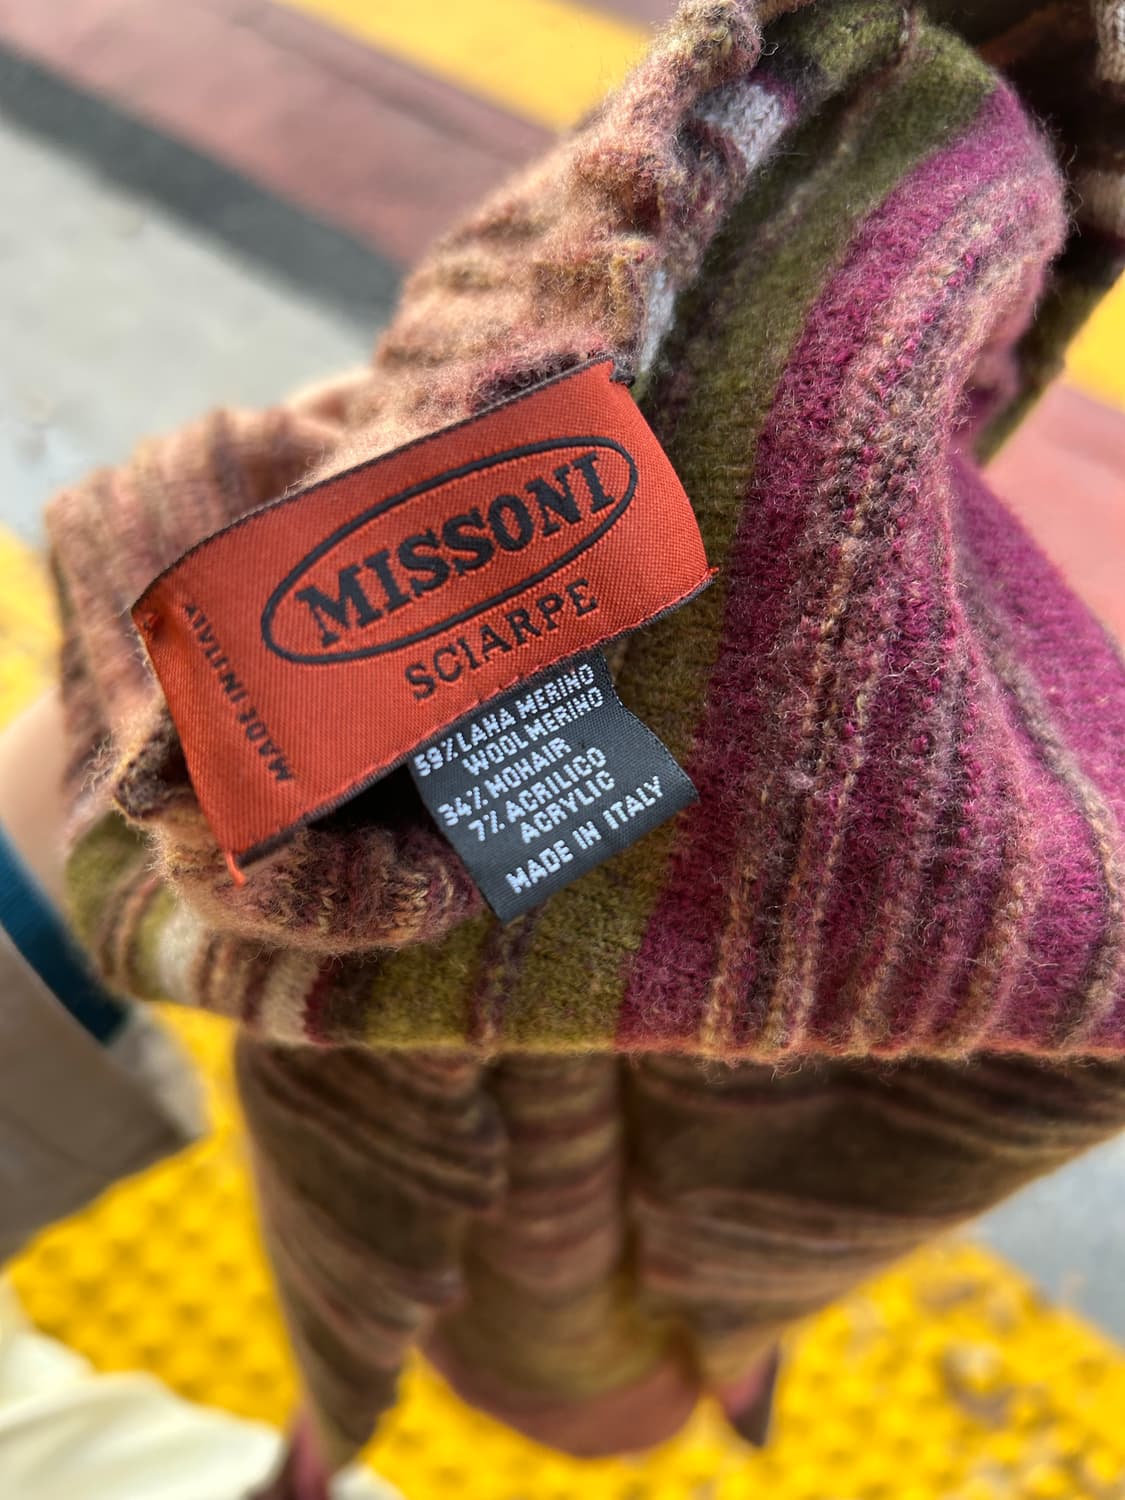 MISSONI
SCIARPE
MADE IN ITALY
59% LANA MERINO
WOOL MERINO
34% MOHAIR
7% ACRILICO
ACRYLIC
MADE IN ITALY